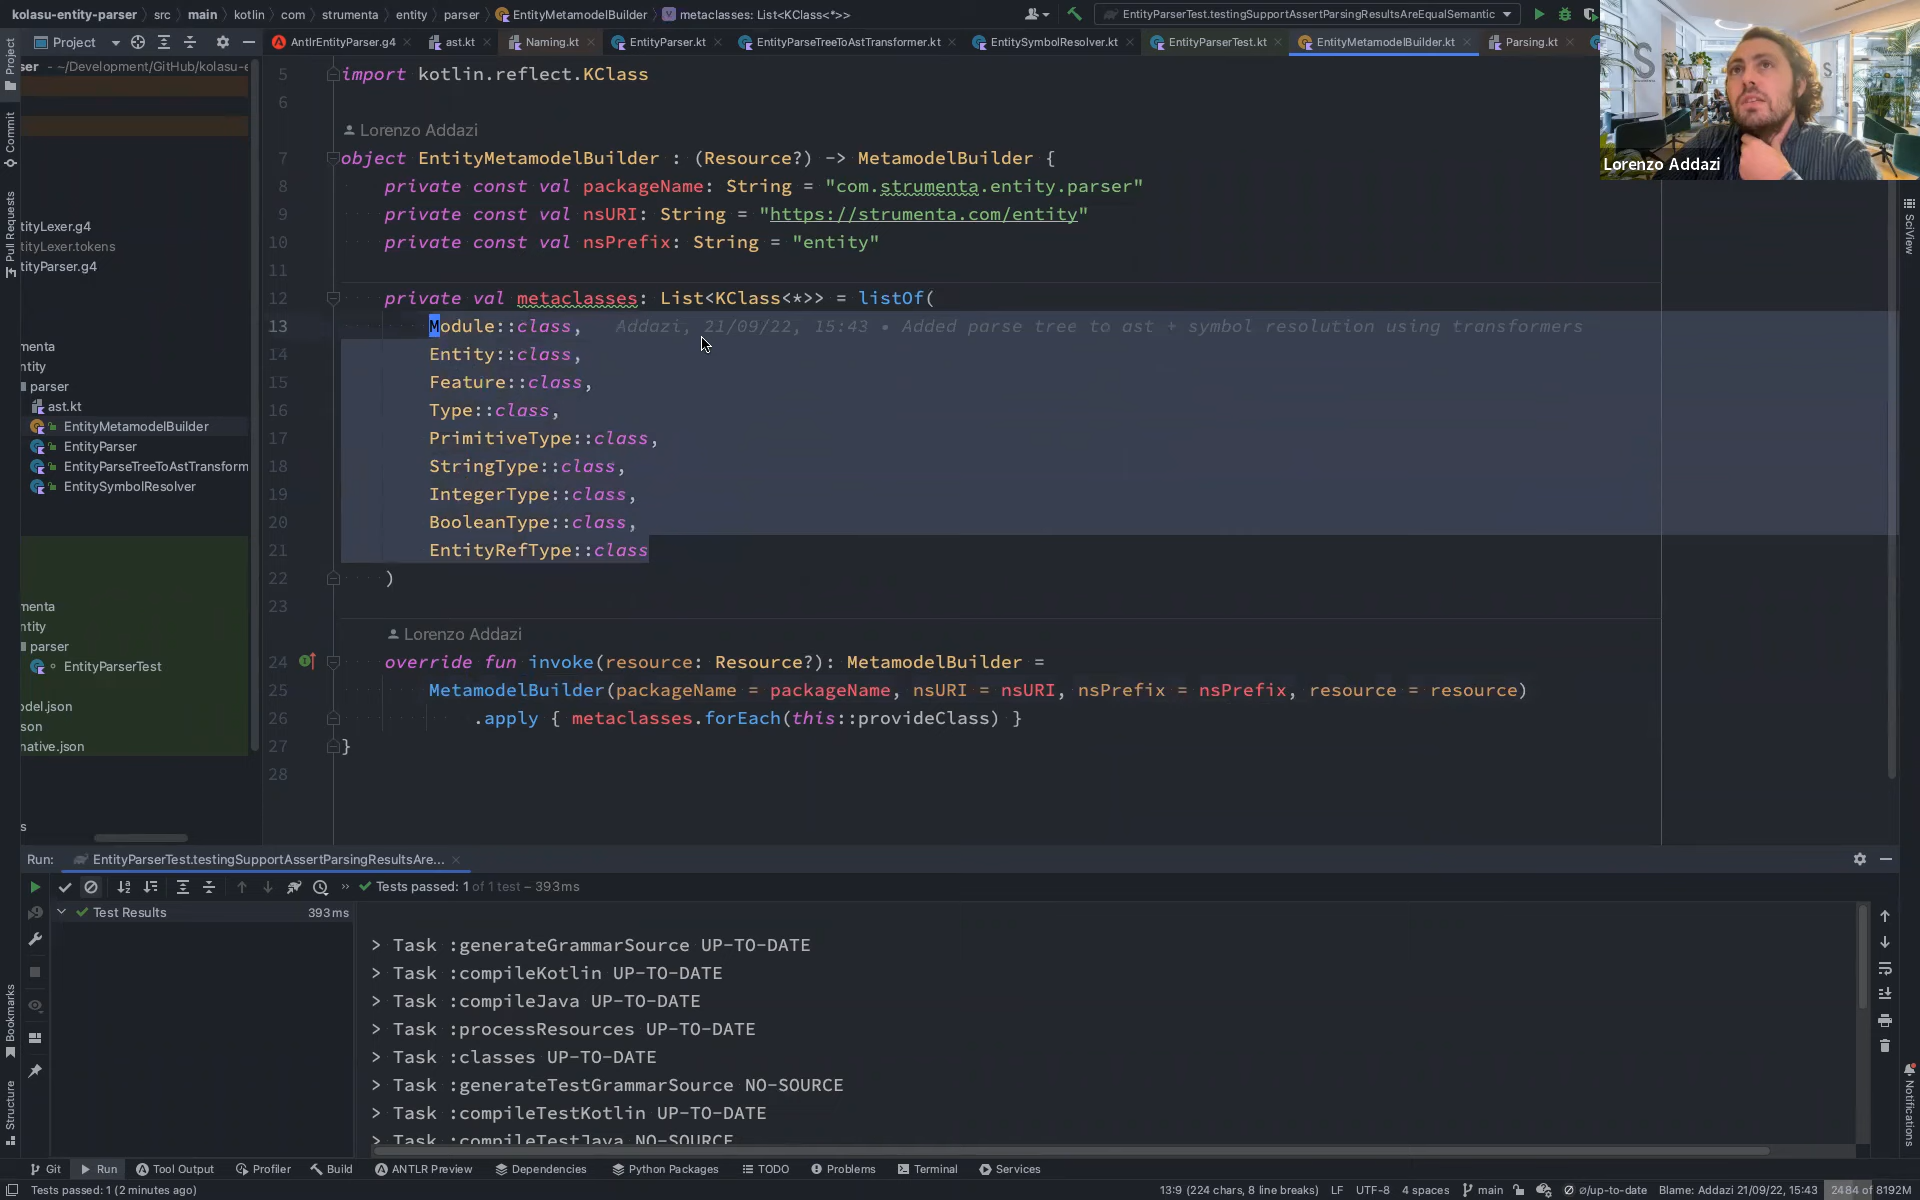 kolasu-entity-parser > src > main > kotlin > com > strumenta > entity > parser > EntityMetamodelBuilder > metaclasses: List<KClass<*>>
EntityParserTest.testingSupportAssertParsingResultsAreEqualSemantic
Project
AntlrEntityParser.g4
ast.kt
Naming.kt
EntityParser.kt
EntityParseTreeToAstTransformer.kt
EntitySymbolResolver.kt
EntityParserTest.kt
EntityMetamodelBuilder.kt
Parsing.kt
Project
Commit
Pull Requests
Bookmarks
Structure
SciView
Notifications
ser - ~/Development/GitHub/kolasu-e
tityLexer.g4
tityLexer.tokens
tityParser.g4
menta
ntity
parser
ast.kt
EntityMetamodelBuilder
EntityParser
EntityParseTreeToAstTransform
EntitySymbolResolver
menta
ntity
parser
EntityParserTest
odel.json
son
native.json
s
5 import kotlin.reflect.KClass
6
Lorenzo Addazi
7 object EntityMetamodelBuilder : (Resource?) -> MetamodelBuilder {
8 private const val packageName: String = "com.strumenta.entity.parser"
9 private const val nsURI: String = "https://strumenta.com/entity"
10 private const val nsPrefix: String = "entity"
11
12 private val metaclasses: List<KClass<*>> = listOf(
13 Module::class, Addazi, 21/09/22, 15:43 • Added parse tree to ast + symbol resolution using transformers
14 Entity::class,
15 Feature::class,
16 Type::class,
17 PrimitiveType::class,
18 StringType::class,
19 IntegerType::class,
20 BooleanType::class,
21 EntityRefType::class
22 )
23
Lorenzo Addazi
24 override fun invoke(resource: Resource?): MetamodelBuilder =
25 MetamodelBuilder(packageName = packageName, nsURI = nsURI, nsPrefix = nsPrefix, resource = resource)
26 .apply { metaclasses.forEach(this::provideClass) }
27 }
28
Lorenzo Addazi
Run: EntityParserTest.testingSupportAssertParsingResultsAre...
Tests passed: 1 of 1 test – 393ms
Test Results 393ms
> Task :generateGrammarSource UP-TO-DATE
> Task :compileKotlin UP-TO-DATE
> Task :compileJava UP-TO-DATE
> Task :processResources UP-TO-DATE
> Task :classes UP-TO-DATE
> Task :generateTestGrammarSource NO-SOURCE
> Task :compileTestKotlin UP-TO-DATE
> Task :compileTestJava NO-SOURCE
Git Run Tool Output Profiler Build ANTLR Preview Dependencies Python Packages TODO Problems Terminal Services
Tests passed: 1 (2 minutes ago) 13:9 (224 chars, 8 line breaks) LF UTF-8 4 spaces main ∅/up-to-date Blame: Addazi 21/09/22, 15:43 2484 of 8192M